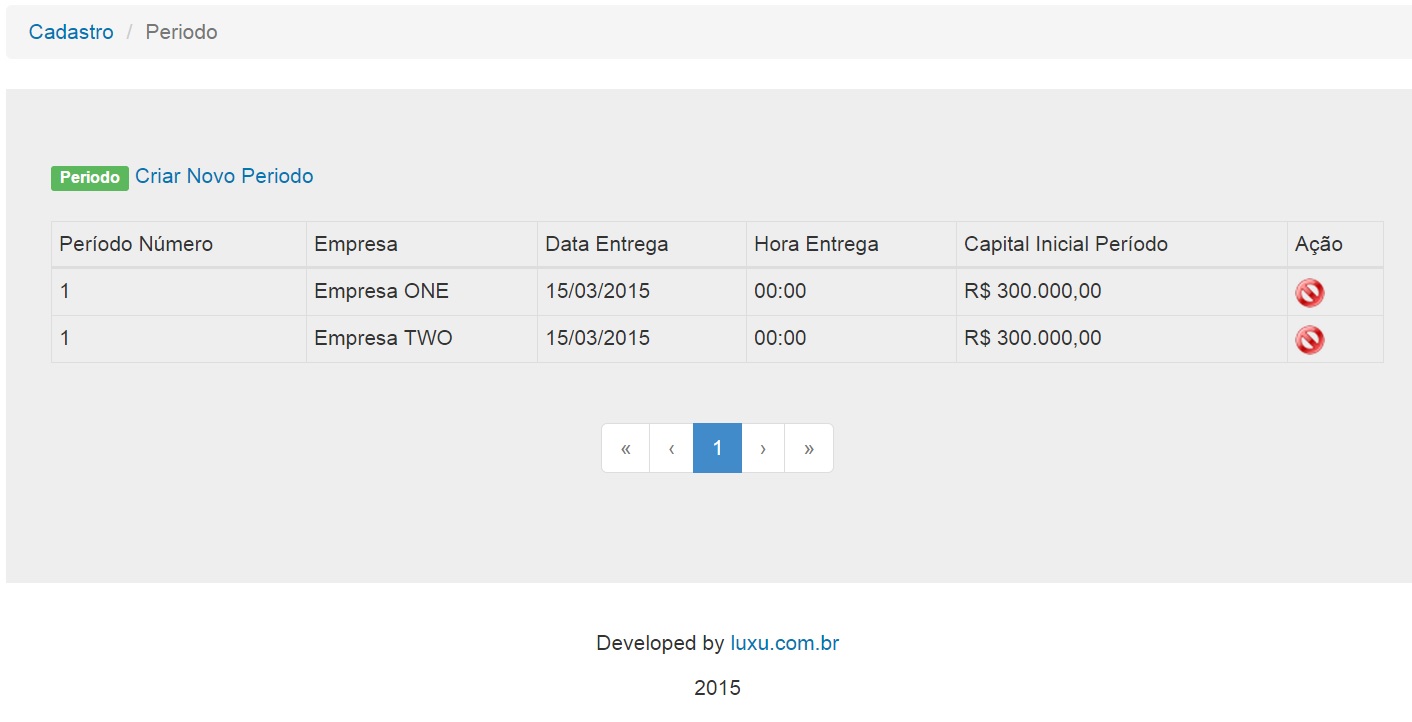 Cadastro / Periodo
Periodo Criar Novo Periodo
Período Número Empresa Data Entrega Hora Entrega Capital Inicial Período Ação
1 Empresa ONE 15/03/2015 00:00 R$ 300.000,00
1 Empresa TWO 15/03/2015 00:00 R$ 300.000,00
« ‹ 1 › »
Developed by luxu.com.br
2015